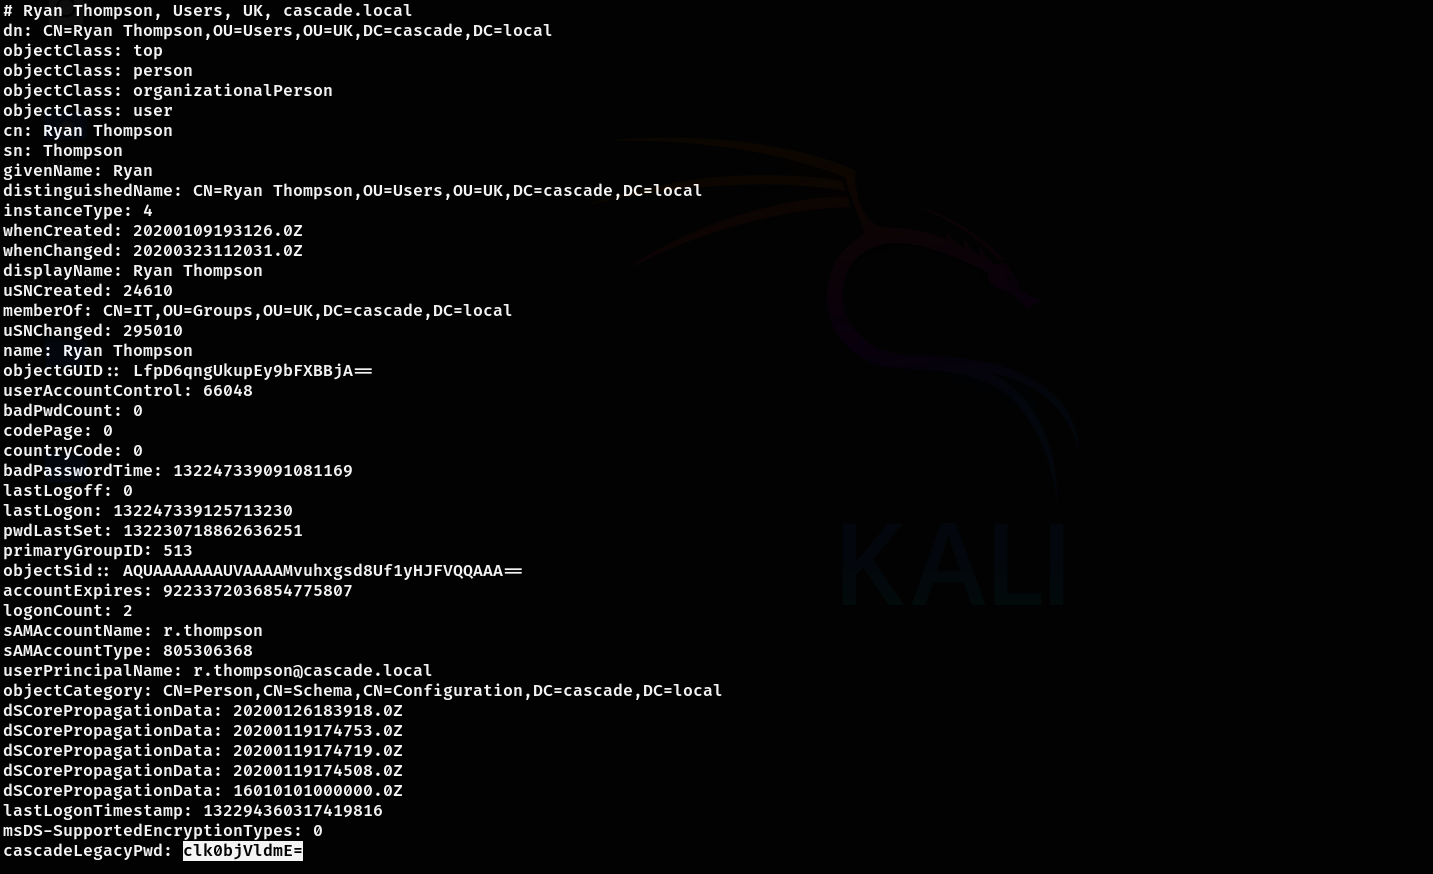 # Ryan Thompson, Users, UK, cascade.local
dn: CN=Ryan Thompson,OU=Users,OU=UK,DC=cascade,DC=local
objectClass: top
objectClass: person
objectClass: organizationalPerson
objectClass: user
cn: Ryan Thompson
sn: Thompson
givenName: Ryan
distinguishedName: CN=Ryan Thompson,OU=Users,OU=UK,DC=cascade,DC=local
instanceType: 4
whenCreated: 20200109193126.0Z
whenChanged: 20200323112031.0Z
displayName: Ryan Thompson
uSNCreated: 24610
memberOf: CN=IT,OU=Groups,OU=UK,DC=cascade,DC=local
uSNChanged: 295010
name: Ryan Thompson
objectGUID:: LfpD6qngUkupEy9bFXBBjA==
userAccountControl: 66048
badPwdCount: 0
codePage: 0
countryCode: 0
badPasswordTime: 132247339091081169
lastLogoff: 0
lastLogon: 132247339125713230
pwdLastSet: 132230718862636251
primaryGroupID: 513
objectSid:: AQUAAAAAAAUVAAAAMvuhxgsd8Uf1yHJFVQQAAA==
accountExpires: 9223372036854775807
logonCount: 2
sAMAccountName: r.thompson
sAMAccountType: 805306368
userPrincipalName: r.thompson@cascade.local
objectCategory: CN=Person,CN=Schema,CN=Configuration,DC=cascade,DC=local
dSCorePropagationData: 20200126183918.0Z
dSCorePropagationData: 20200119174753.0Z
dSCorePropagationData: 20200119174719.0Z
dSCorePropagationData: 20200119174508.0Z
dSCorePropagationData: 16010101000000.0Z
lastLogonTimestamp: 132294360317419816
msDS-SupportedEncryptionTypes: 0
cascadeLegacyPwd: clk0bjVldmE=
KALI